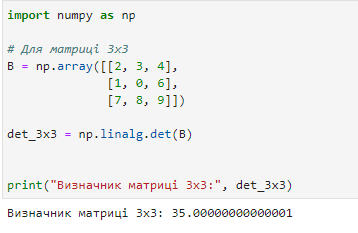 import numpy as np
# Для матриці 3x3
B = np.array([[2, 3, 4],
[1, 0, 6],
[7, 8, 9]])
det_3x3 = np.linalg.det(B)
print("Визначник матриці 3x3:", det_3x3)
Визначник матриці 3x3: 35.00000000000001